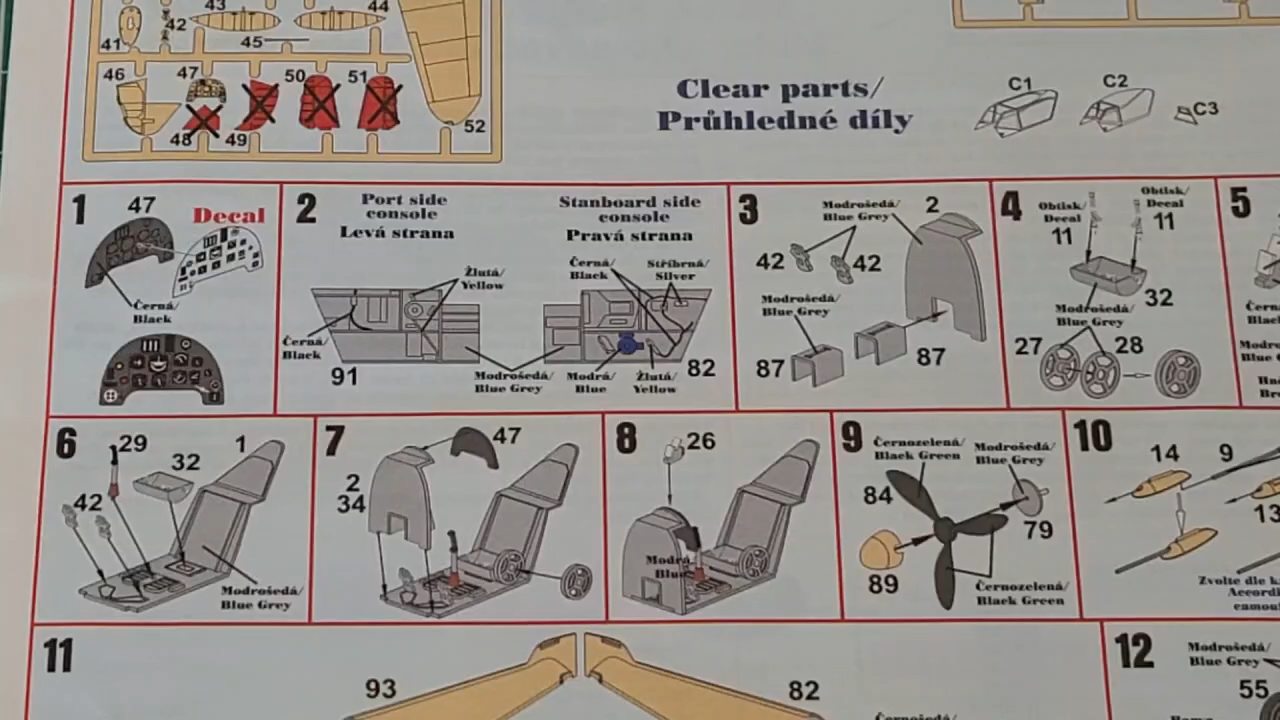 43
44
41
42
45
46
47
50
51
48
49
52
Clear parts/
Průhledné díly
C1
C2
C3
1
47
Decal
Černá/
Black
2
Port side
console
Levá strana
Stanboard side
console
Pravá strana
Žlutá/
Yellow
Černá/
Black
Stříbrná/
Silver
Černá/
Black
91
Modrošedá/
Blue Grey
Modrá/
Blue
Žlutá/
Yellow
82
3
Modrošedá/
Blue Grey
2
42
42
Modrošedá/
Blue Grey
87
87
4
Obtisk/
Decal
11
Obtisk/
Decal
11
32
Modrošedá/
Blue Grey
27
28
5
6
29
1
32
42
Modrošedá/
Blue Grey
7
47
2
34
8
26
Modrá
9
Černozelená/
Black Green
Modrošedá/
Blue Grey
84
79
89
Černozelená/
Black Green
10
14
9
13
Zvolte dle
11
93
82
12
Modrošedá/
Blue Grey
55